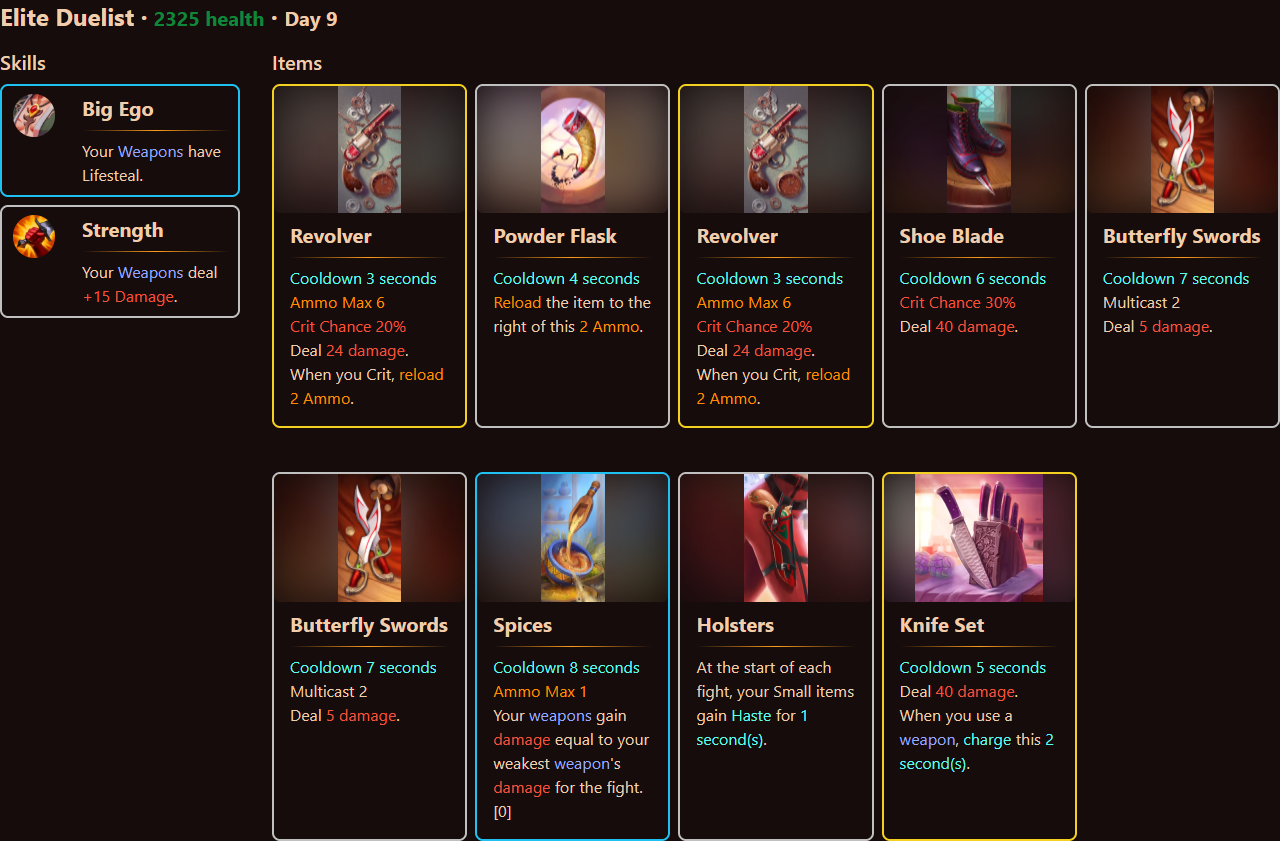 Elite Duelist · 2325 health · Day 9
Skills
Big Ego
Your Weapons have
Lifesteal.
Strength
Your Weapons deal
+15 Damage.
Items
Revolver
Cooldown 3 seconds
Ammo Max 6
Crit Chance 20%
Deal 24 damage.
When you Crit, reload
2 Ammo.
Powder Flask
Cooldown 4 seconds
Reload the item to the
right of this 2 Ammo.
Revolver
Cooldown 3 seconds
Ammo Max 6
Crit Chance 20%
Deal 24 damage.
When you Crit, reload
2 Ammo.
Shoe Blade
Cooldown 6 seconds
Crit Chance 30%
Deal 40 damage.
Butterfly Swords
Cooldown 7 seconds
Multicast 2
Deal 5 damage.
Butterfly Swords
Cooldown 7 seconds
Multicast 2
Deal 5 damage.
Spices
Cooldown 8 seconds
Ammo Max 1
Your weapons gain
damage equal to your
weakest weapon's
damage for the fight.
[0]
Holsters
At the start of each
fight, your Small items
gain Haste for 1
second(s).
Knife Set
Cooldown 5 seconds
Deal 40 damage.
When you use a
weapon, charge this 2
second(s).